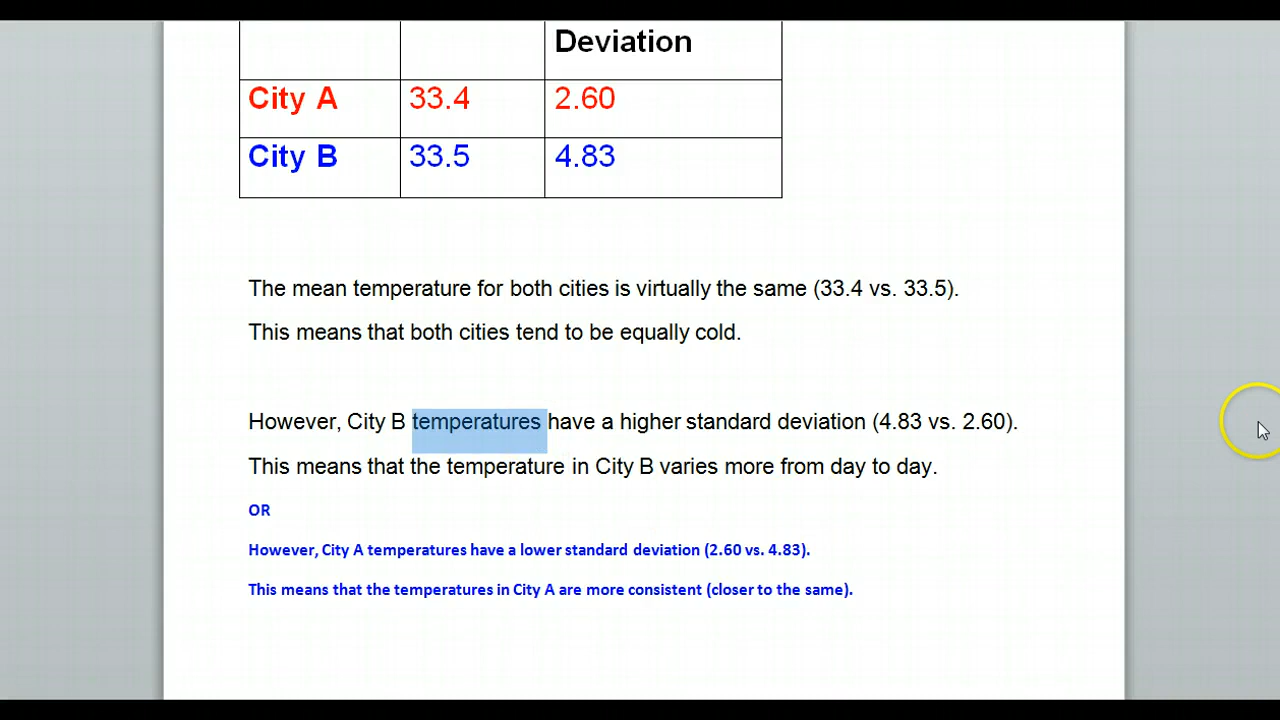 Deviation
City A 33.4 2.60
City B 33.5 4.83
The mean temperature for both cities is virtually the same (33.4 vs. 33.5).
This means that both cities tend to be equally cold.
However, City B temperatures have a higher standard deviation (4.83 vs. 2.60).
This means that the temperature in City B varies more from day to day.
OR
However, City A temperatures have a lower standard deviation (2.60 vs. 4.83).
This means that the temperatures in City A are more consistent (closer to the same).